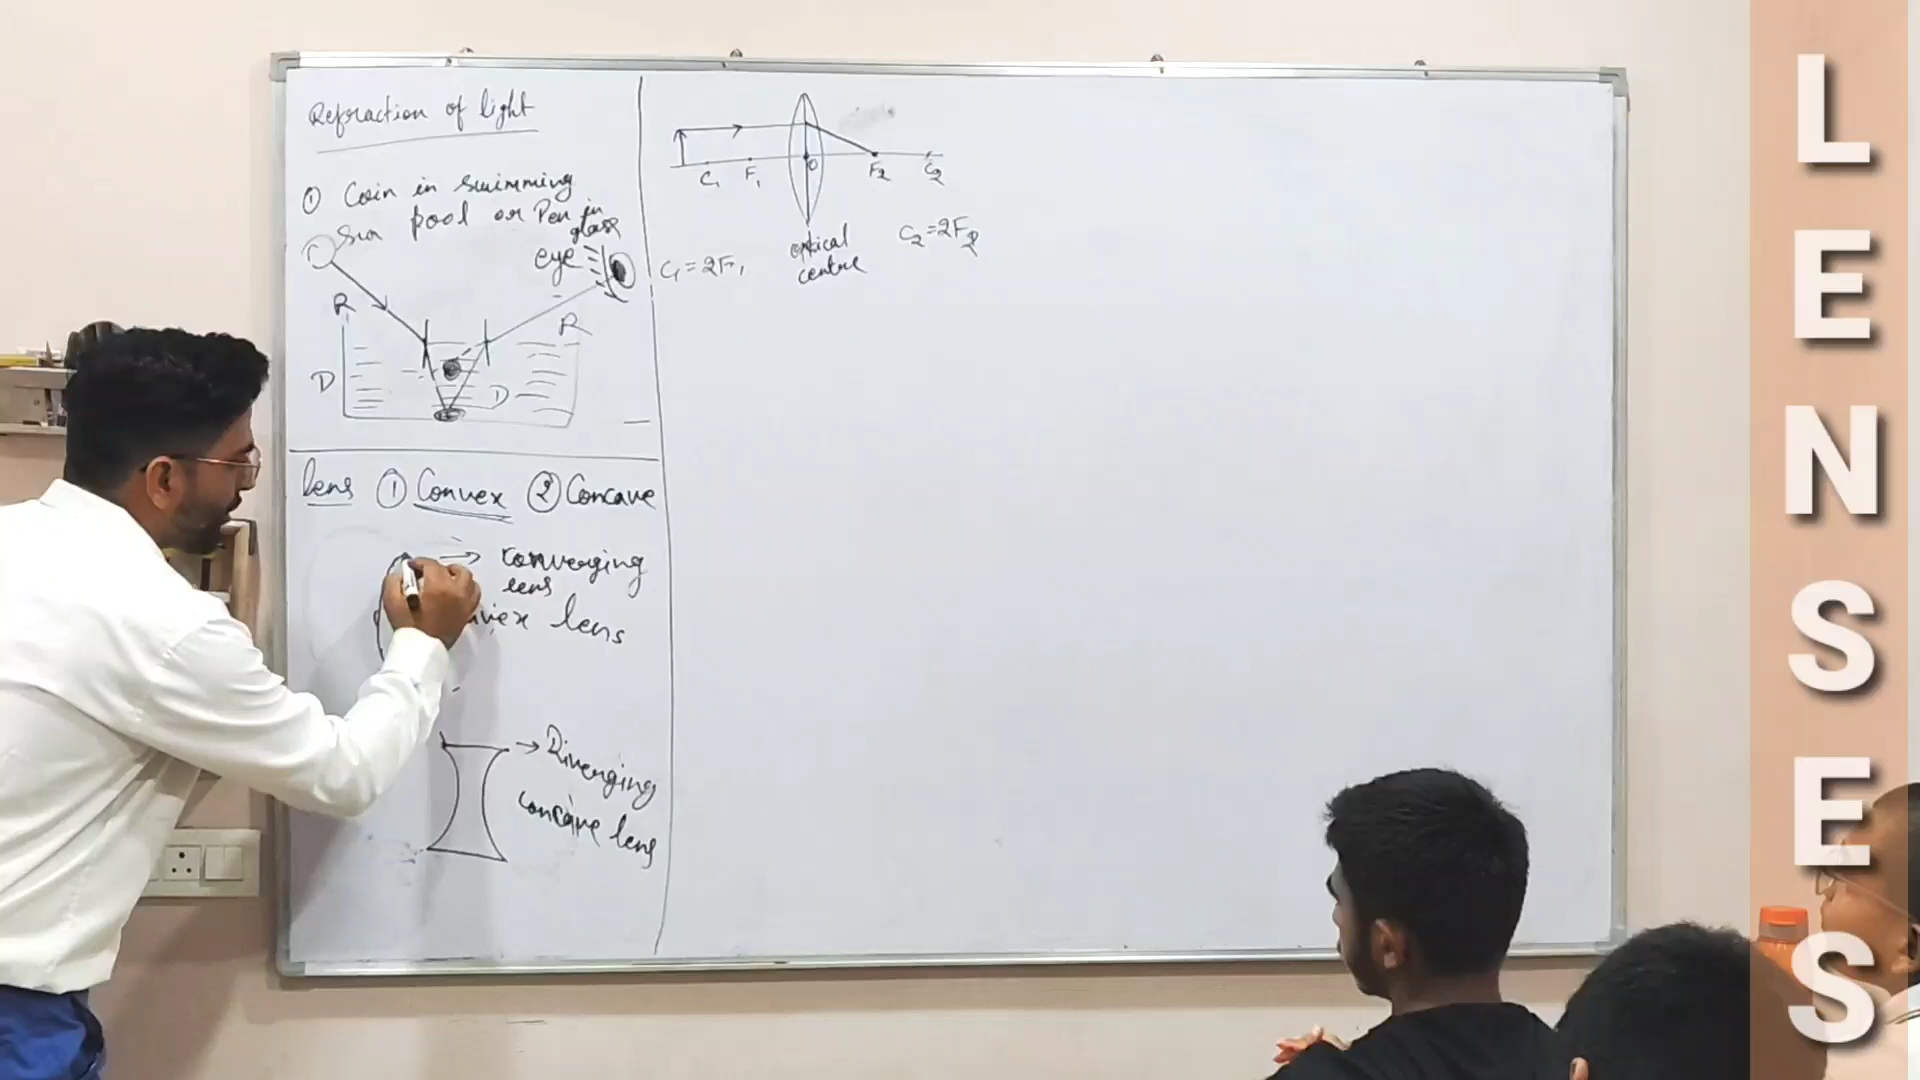 Refraction of light
① Coin in swimming
pool or Pen in
glass
Sun
eye
R
R
D
D
lens ① Convex ② Concave
→ converging
lens
lens
→ Diverging
concave lens
C₁ F₁ O F₂ C₂
optical
centre
C₁ = 2F₁
C₂ = 2F₂
LENSES